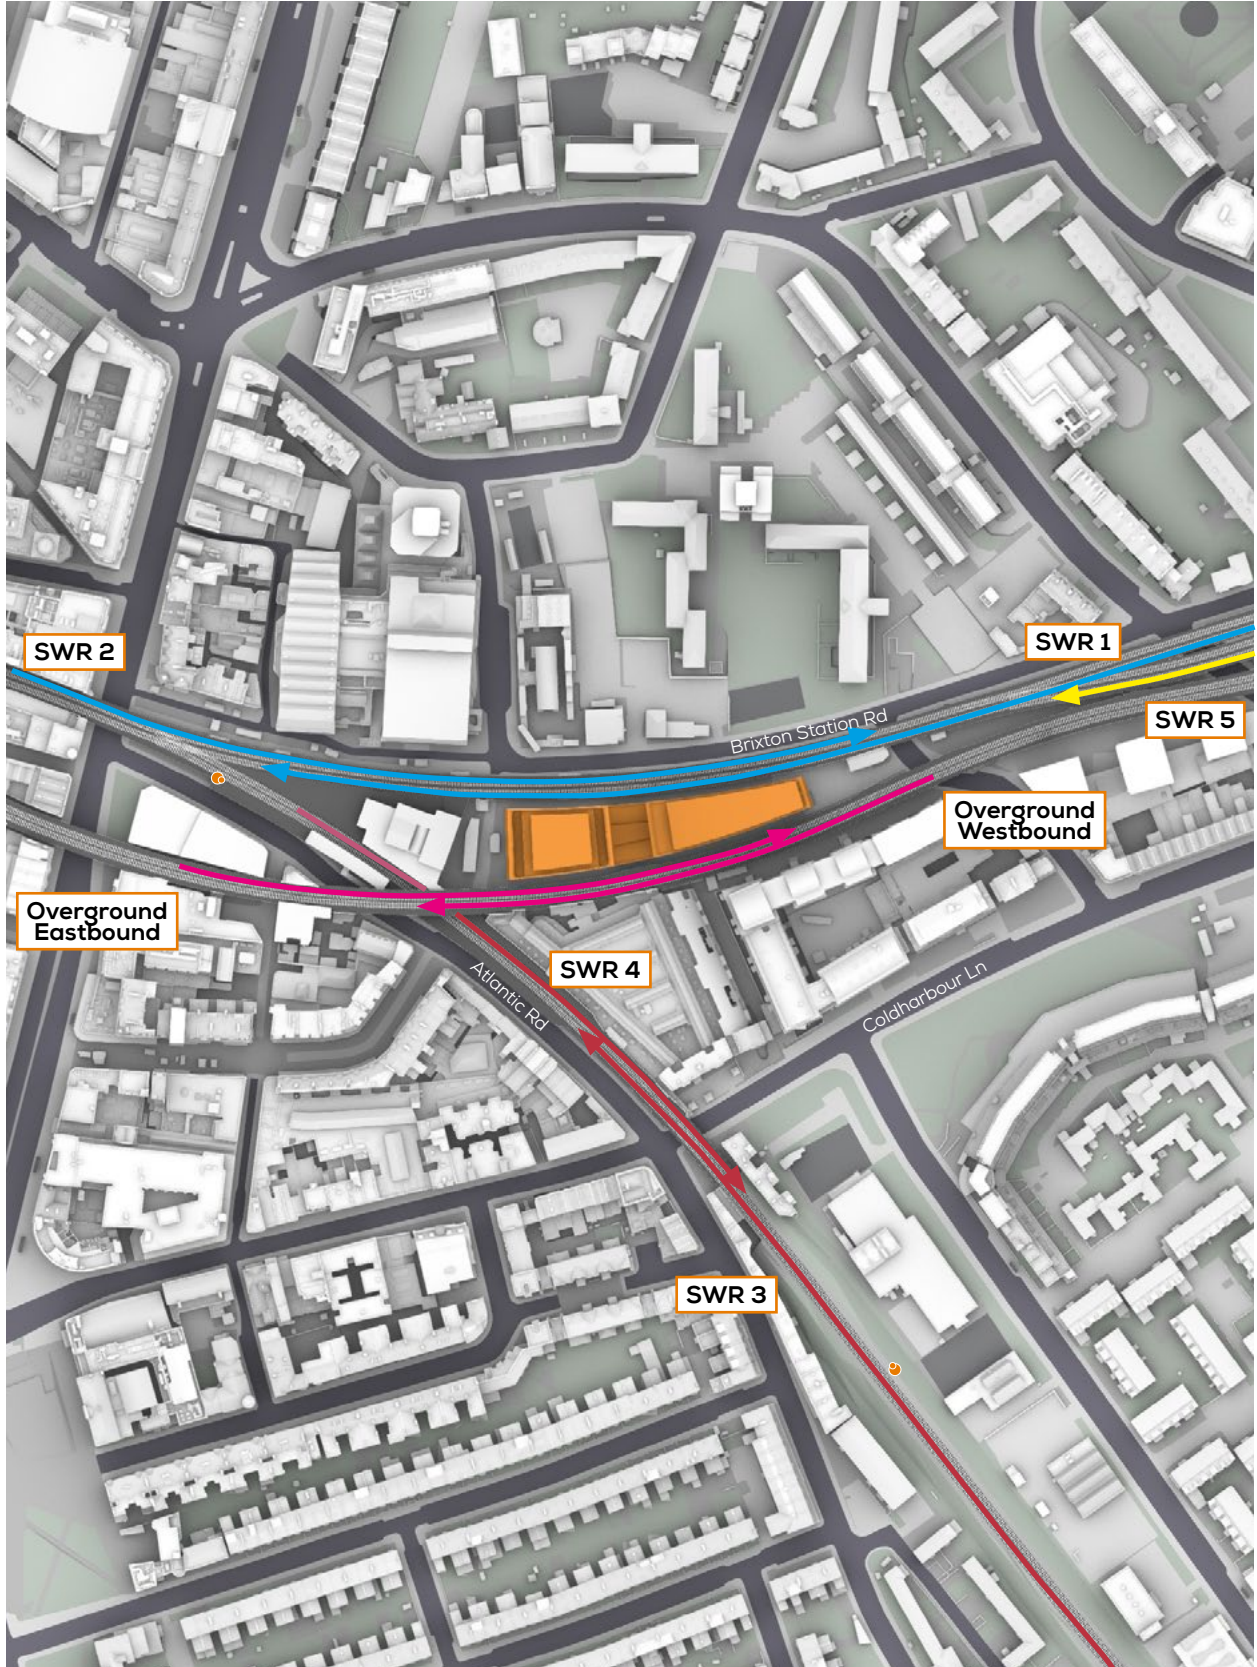 SWR 1
SWR 2
SWR 5
Brixton Station Rd
Overground
Westbound
Overground
Eastbound
SWR 4
Atlantic Rd
Coldharbour Ln
SWR 3